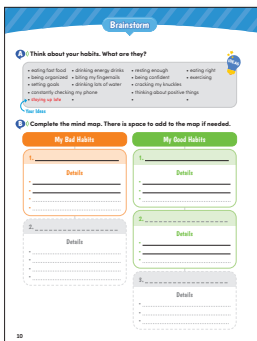 Brainstorm
A Think about your habits. What are they?
IDEAS
• eating fast food • drinking energy drinks • resting enough • eating right
• being organized • biting my fingernails • being confident • exercising
• setting goals • drinking lots of water • cracking my knuckles
• constantly checking my phone • thinking about positive things
• staying up late • • •
Your Ideas
B Complete the mind map. There is space to add to the map if needed.
My Bad Habits
My Good Habits
1.
Details
2.
Details
1.
Details
2.
Details
3.
Details
20